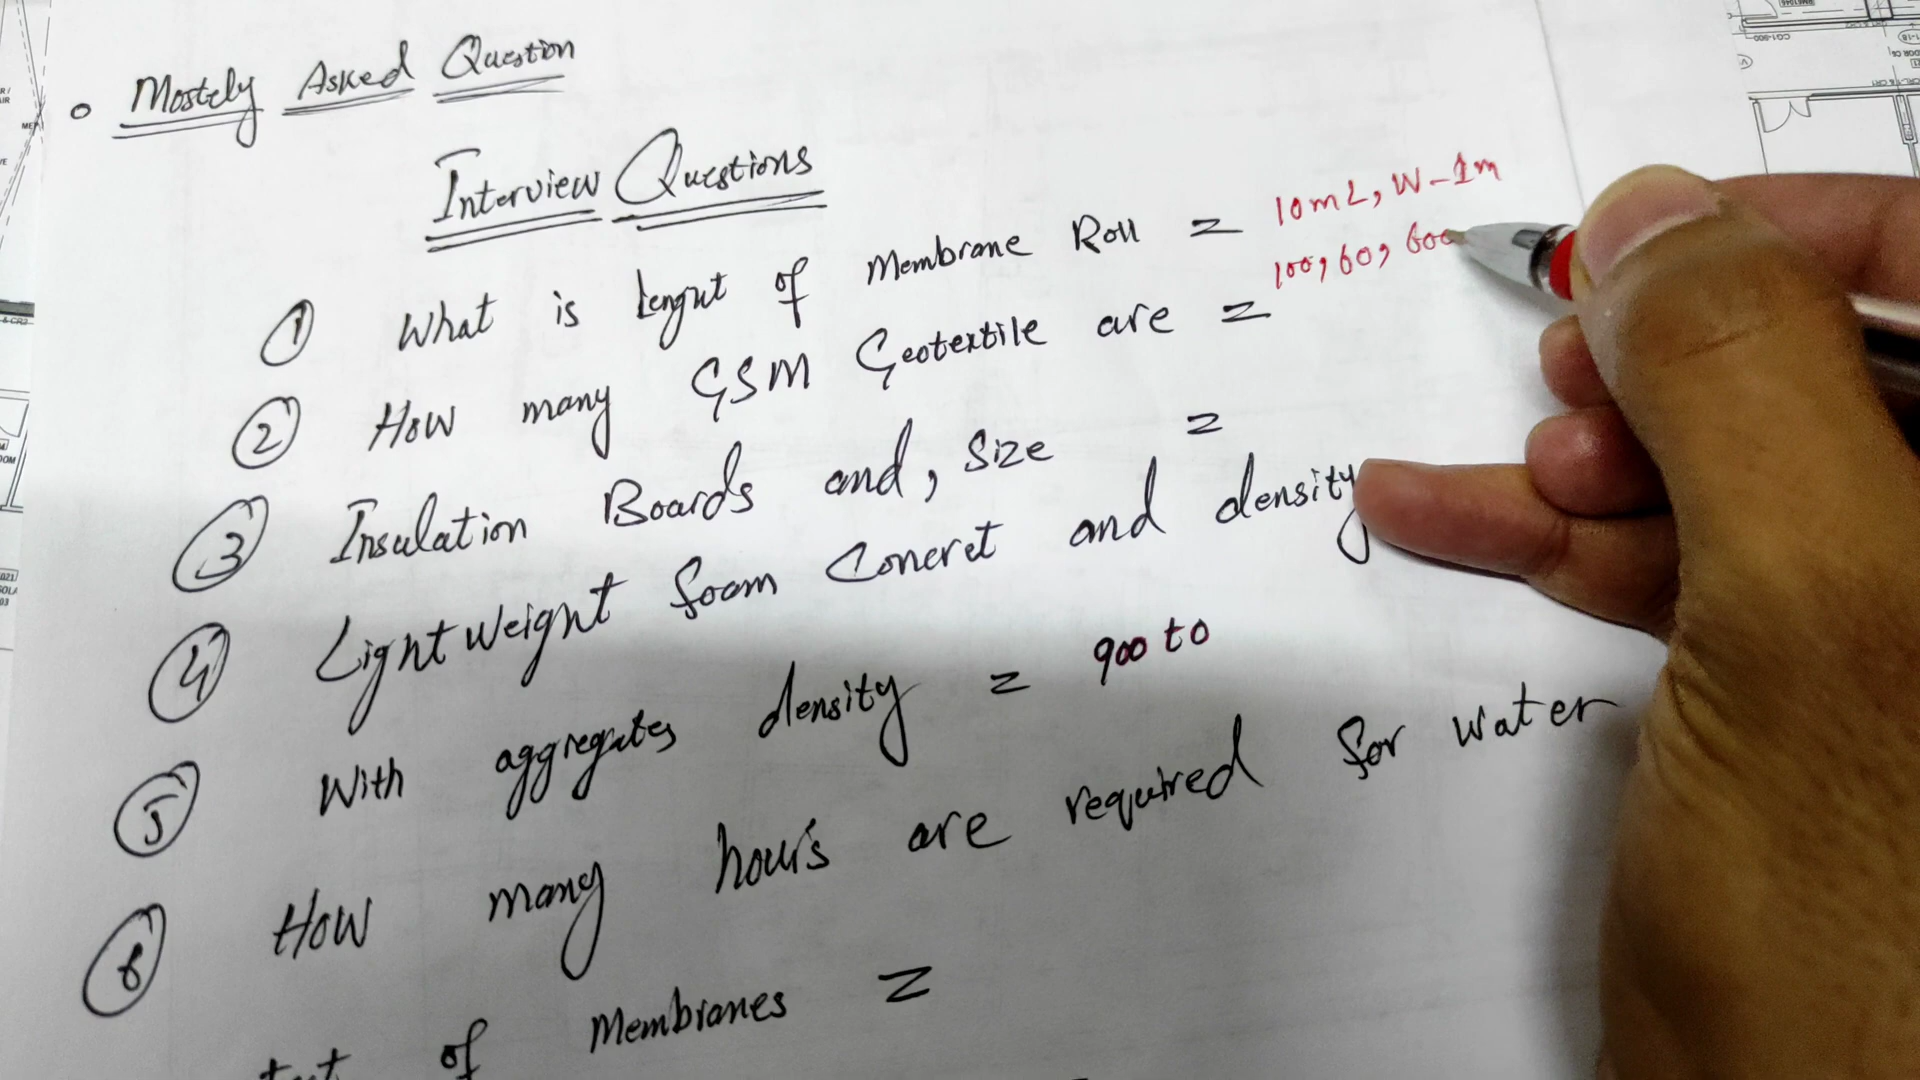 Mostely Asked Question
Interview Questions
1 What is Lengnt of Membrane Roll = 10mL, W-1m
2 How many GSM Geotextile are = 100, 60, 600
3 Insulation Boards and, Size =
4 Lightweight foam Concret and density
5 With aggregates density = 900 to
6 How many hours are required for water
test of Membranes =